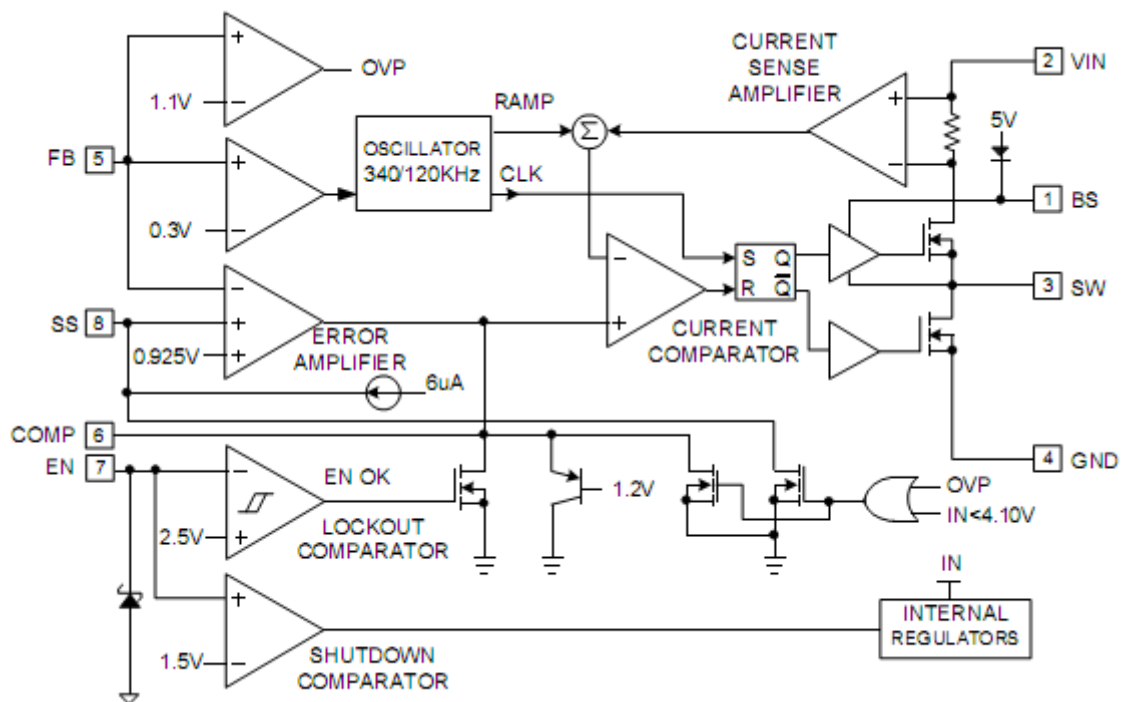 +
OVP
1.1V
−
CURRENT
SENSE
AMPLIFIER
2 VIN
RAMP
+
Σ
5V
FB 5
+
OSCILLATOR
340/120KHz
−
CLK
1 BS
0.3V
−
−
S Q
R Q̅
3 SW
SS 8
−
+
0.925V
+
ERROR
AMPLIFIER
+
CURRENT
COMPARATOR
6uA
COMP 6
EN 7
−
EN OK
4 GND
1.2V
OVP
IN<4.10V
2.5V
+
LOCKOUT
COMPARATOR
IN
+
INTERNAL
REGULATORS
1.5V
−
SHUTDOWN
COMPARATOR